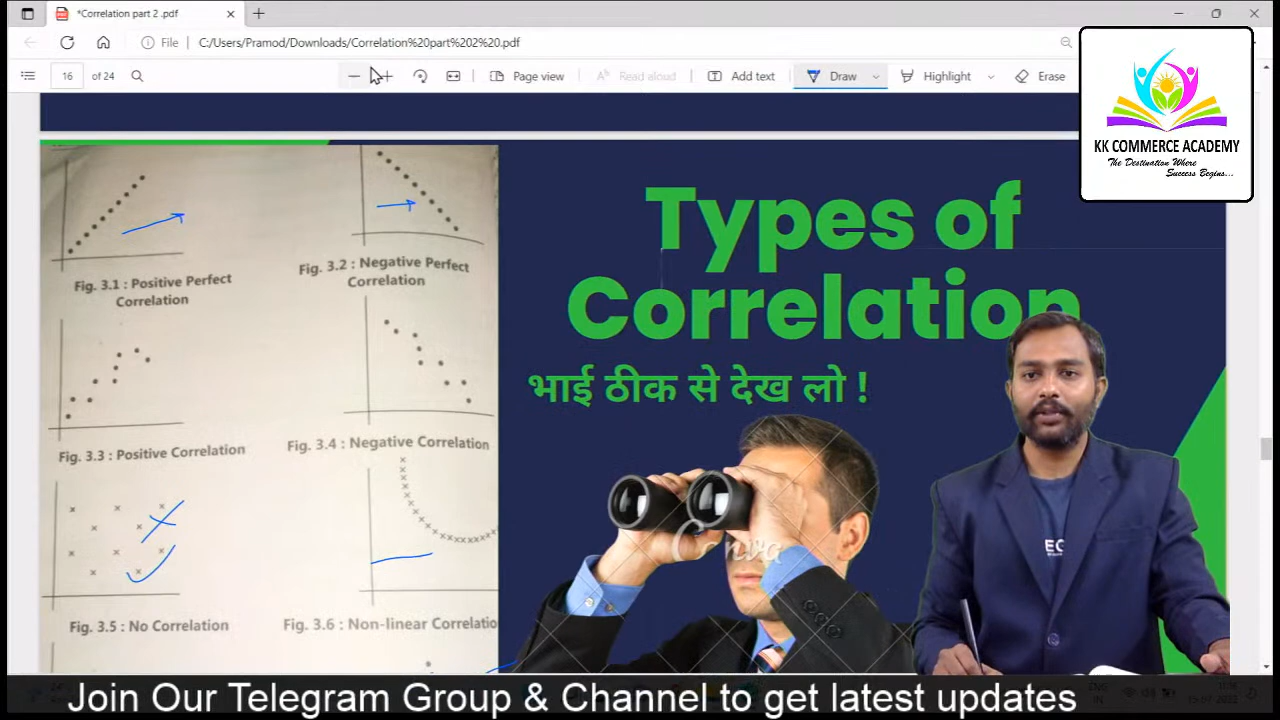 *Correlation part 2 .pdf
File
C:/Users/Pramod/Downloads/Correlation%20part%202%20.pdf
16 of 24
Page view
Read aloud
Add text
Draw
Highlight
Erase
KK COMMERCE ACADEMY
The Destination Where
Success Begins...
Fig. 3.1 : Positive Perfect
Correlation
Fig. 3.2 : Negative Perfect
Correlation
Fig. 3.3 : Positive Correlation
Fig. 3.4 : Negative Correlation
Fig. 3.5 : No Correlation
Fig. 3.6 : Non-linear Correlatio
Types of
Correlation
भाई ठीक से देख लो !
Canva
Join Our Telegram Group & Channel to get latest updates